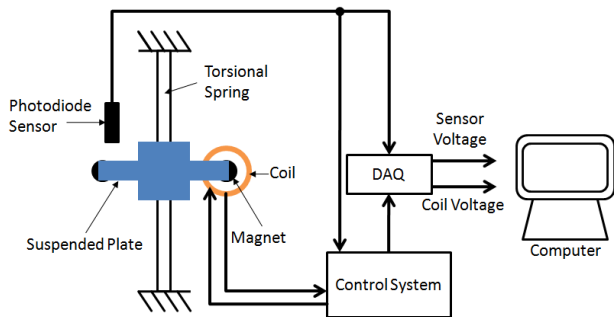 Torsional
Spring
Photodiode
Sensor
Sensor
Voltage
Coil
DAQ
Coil Voltage
Suspended Plate
Magnet
Computer
Control System